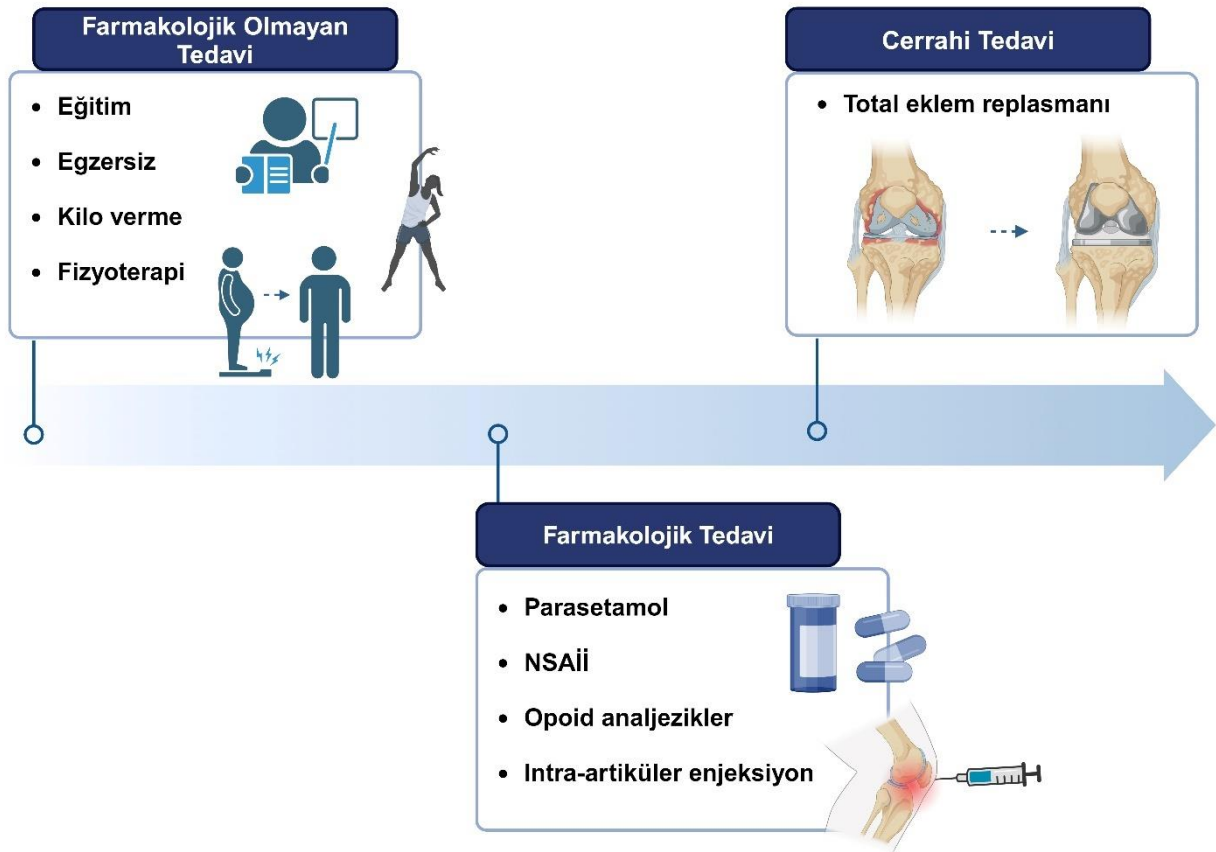 Farmakolojik Olmayan
Tedavi
• Eğitim
• Egzersiz
• Kilo verme
• Fizyoterapi
Cerrahi Tedavi
• Total eklem replasmanı
Farmakolojik Tedavi
• Parasetamol
• NSAİİ
• Opoid analjezikler
• Intra-artiküler enjeksiyon